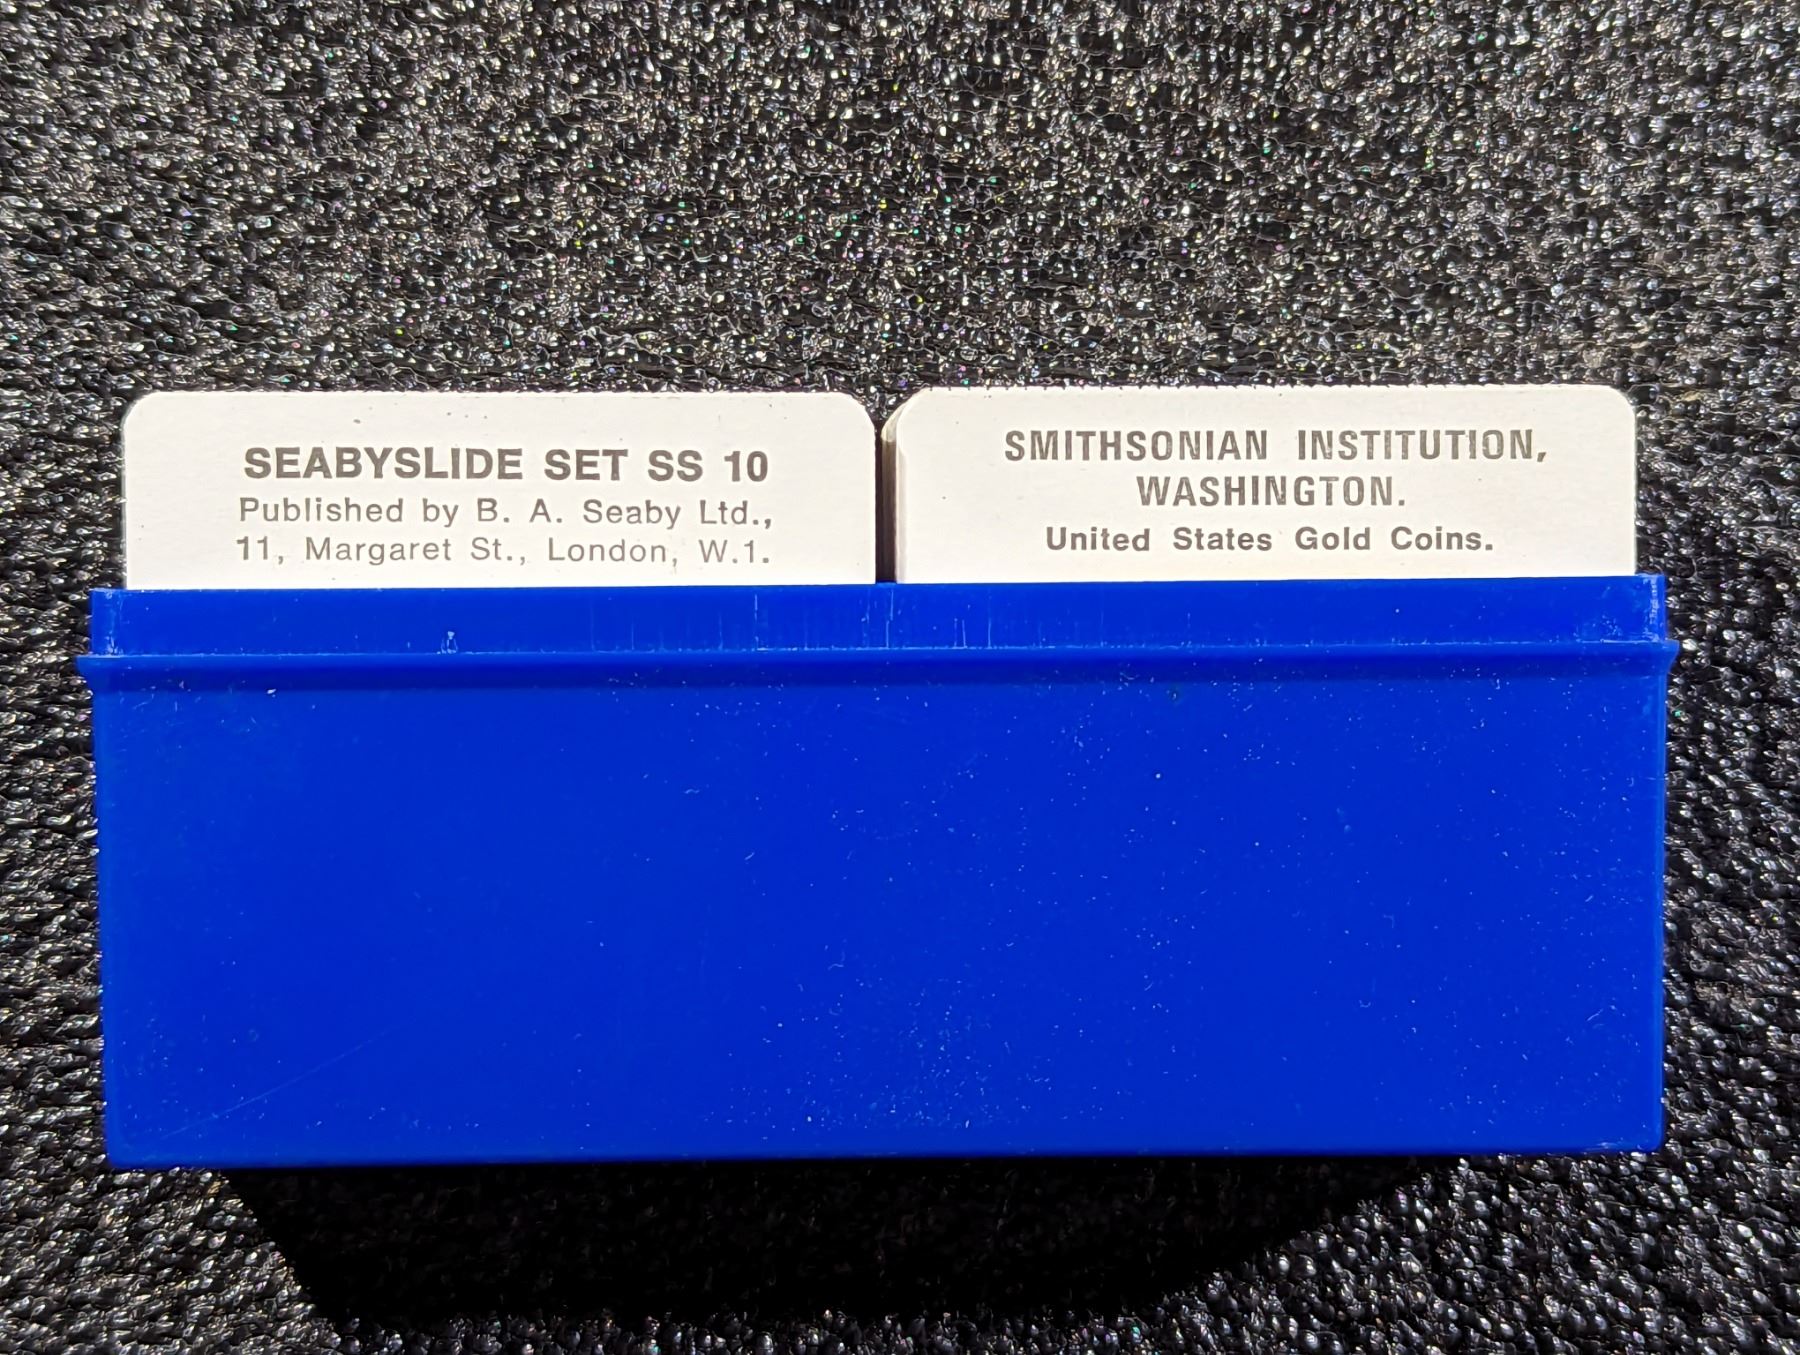 SEABYSLIDE SET SS 10
Published by B. A. Seaby Ltd.,
11, Margaret St., London, W.1.
SMITHSONIAN INSTITUTION,
WASHINGTON.
United States Gold Coins.